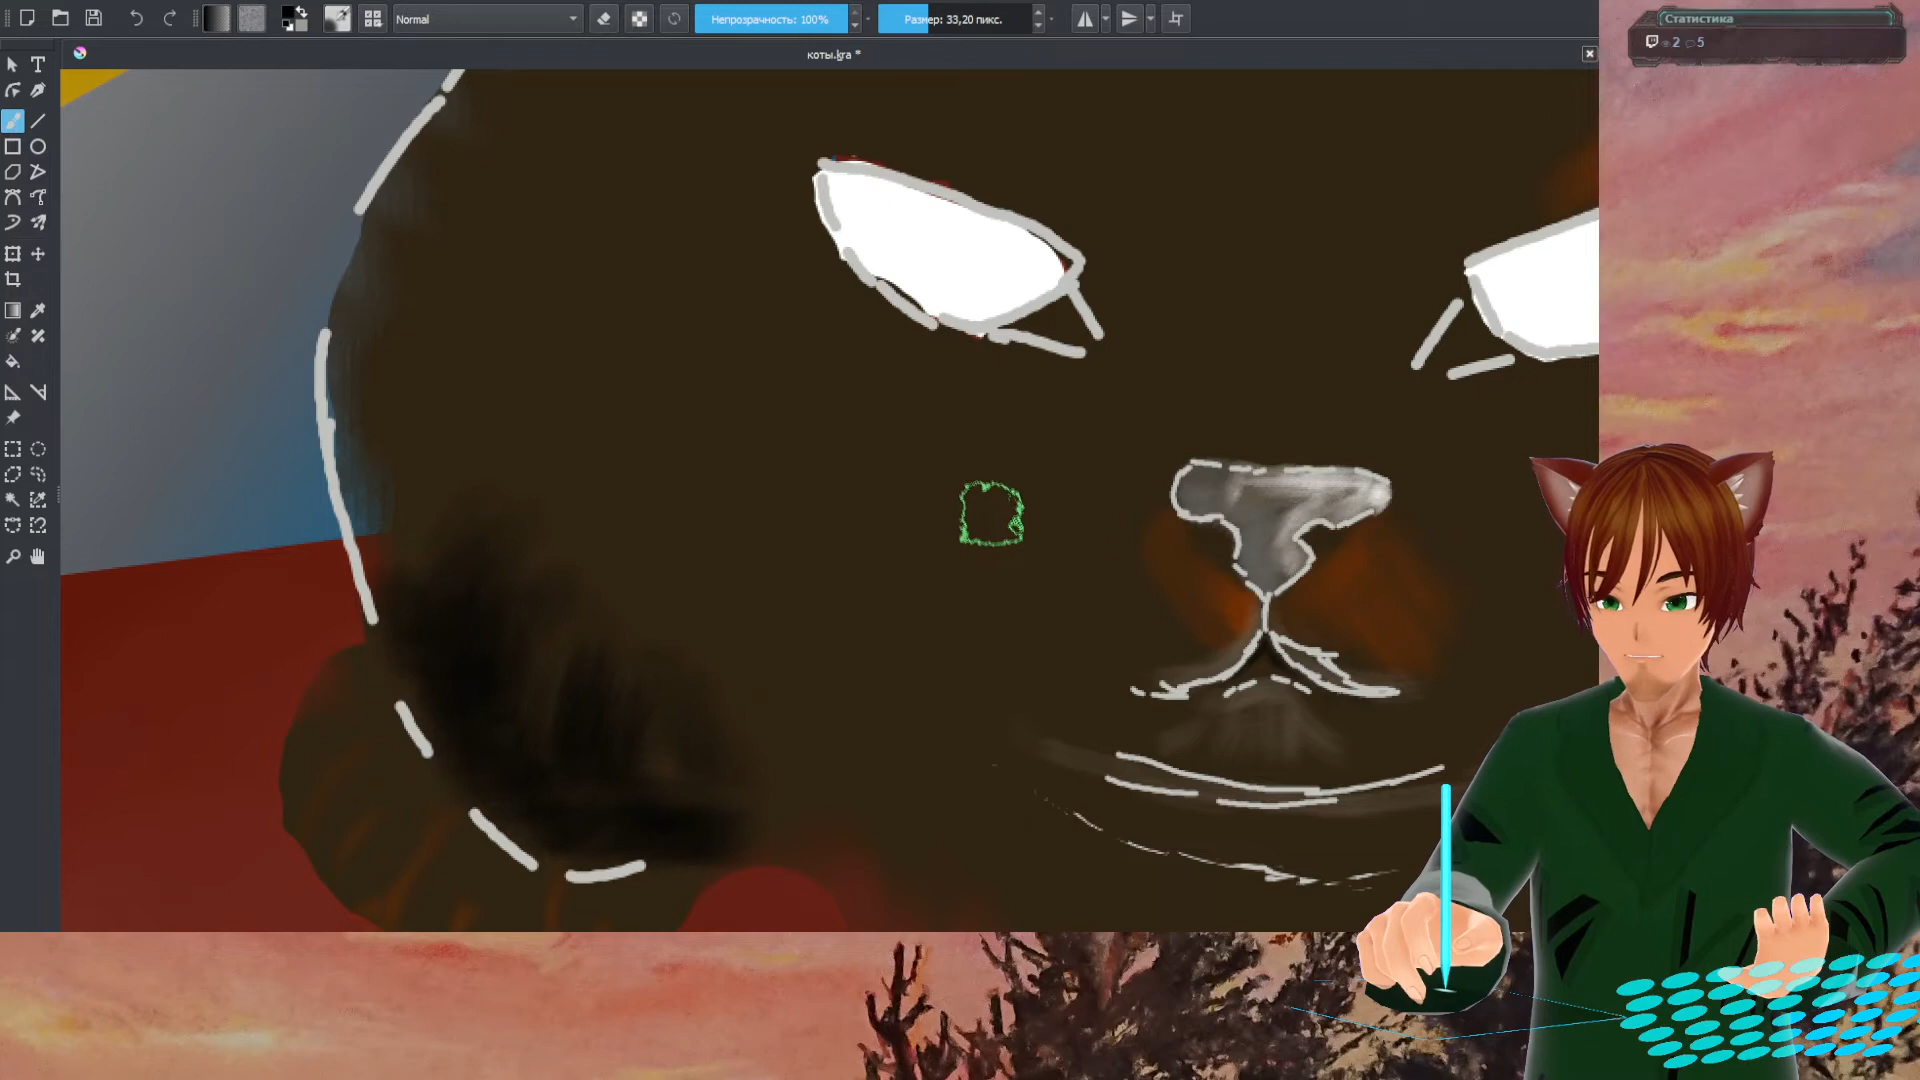 Normal
Непрозрачность: 100%
Размер: 33,20 пикс.
Статистика
2 5
коты.kra *